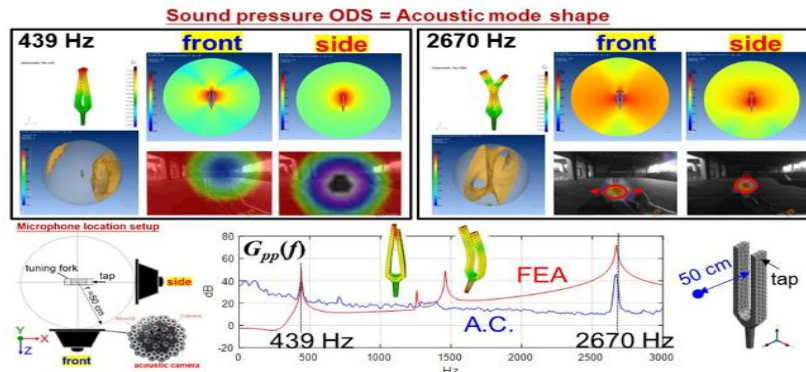 Sound pressure ODS = Acoustic mode shape
439 Hz
front
side
2670 Hz
front
side
Microphone location setup
tuning fork
tap
side
r=50 cm
Y
X
Z
front
Camera
acoustic camera
Gpp(f)
dB
80
60
40
20
0
-20
FEA
A.C.
439 Hz
2670 Hz
0
500
1000
1500
2000
2500
3000
Hz
50 cm
tap